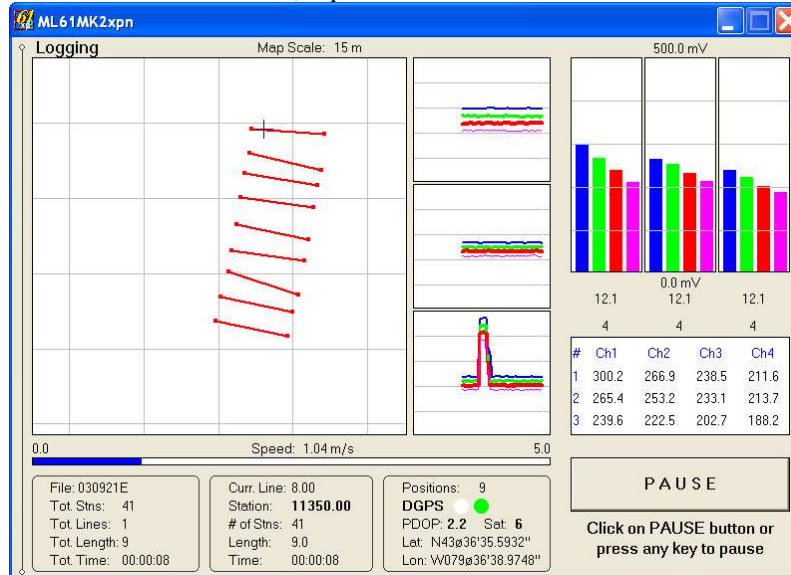 ML61MK2xpn
Logging
Map Scale: 15 m
500.0 mV
0.0 mV
12.1 12.1 12.1
4 4 4
# Ch1 Ch2 Ch3 Ch4
1 300.2 266.9 238.5 211.6
2 265.4 253.2 233.1 213.7
3 239.6 222.5 202.7 188.2
0.0 Speed: 1.04 m/s 5.0
File: 030921E
Tot. Stns: 41
Tot. Lines: 1
Tot. Length: 9
Tot. Time: 00:00:08
Curr. Line: 8.00
Station: 11350.00
# of Stns: 41
Length: 9.0
Time: 00:00:08
Positions: 9
DGPS
PDOP: 2.2 Sat: 6
Lat: N43ø36'35.5932"
Lon: W079ø36'38.9748"
PAUSE
Click on PAUSE button or
press any key to pause